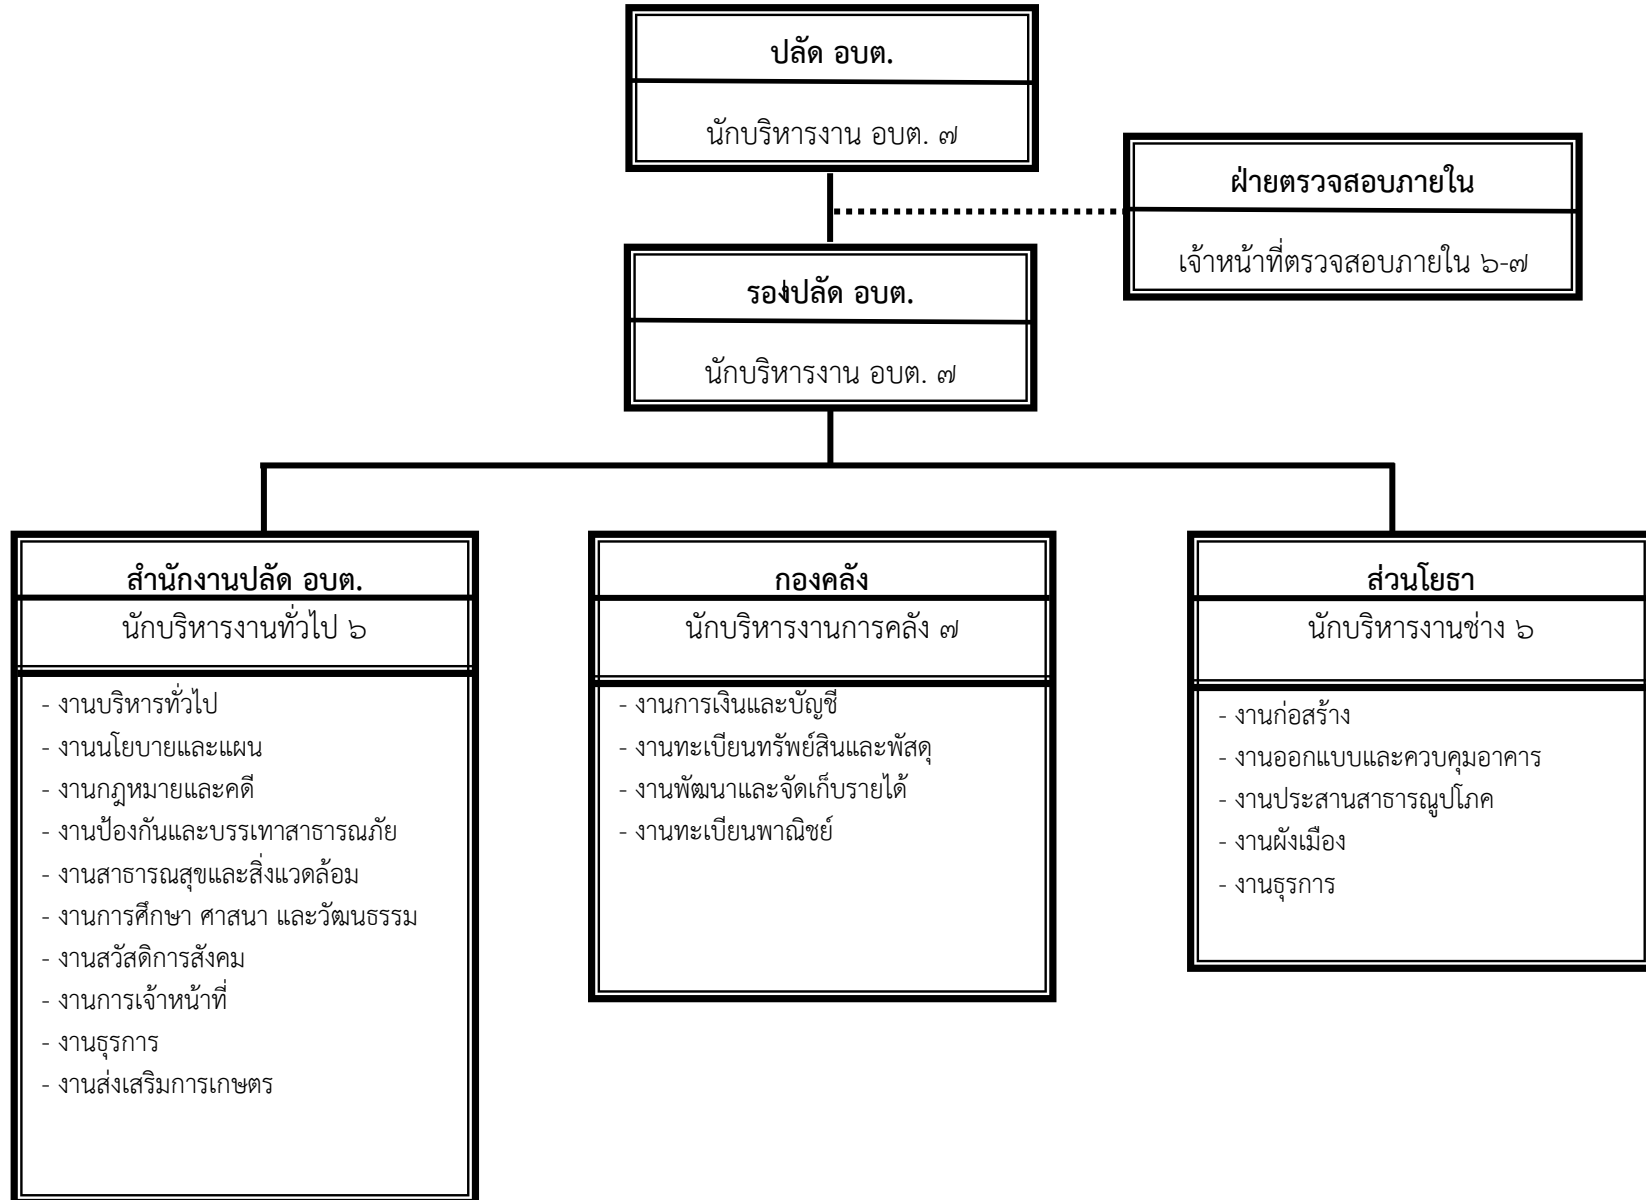 ปลัด อบต.
นักบริหารงาน อบต. ๗
ฝ่ายตรวจสอบภายใน
เจ้าหน้าที่ตรวจสอบภายใน ๖-๗
รองปลัด อบต.
นักบริหารงาน อบต. ๗
สำนักงานปลัด อบต.
นักบริหารงานทั่วไป ๖
- งานบริหารทั่วไป
- งานนโยบายและแผน
- งานกฎหมายและคดี
- งานป้องกันและบรรเทาสาธารณภัย
- งานสาธารณสุขและสิ่งแวดล้อม
- งานการศึกษา ศาสนา และวัฒนธรรม
- งานสวัสดิการสังคม
- งานการเจ้าหน้าที่
- งานธุรการ
- งานส่งเสริมการเกษตร
กองคลัง
นักบริหารงานการคลัง ๗
- งานการเงินและบัญชี
- งานทะเบียนทรัพย์สินและพัสดุ
- งานพัฒนาและจัดเก็บรายได้
- งานทะเบียนพาณิชย์
ส่วนโยธา
นักบริหารงานช่าง ๖
- งานก่อสร้าง
- งานออกแบบและควบคุมอาคาร
- งานประสานสาธารณูปโภค
- งานผังเมือง
- งานธุรการ